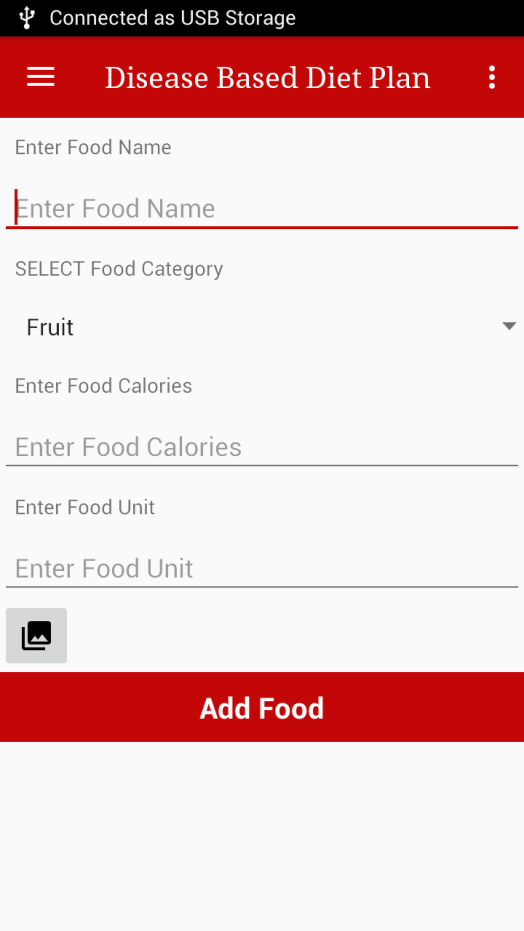 Connected as USB Storage
Disease Based Diet Plan
Enter Food Name
Enter Food Name
SELECT Food Category
Fruit
Enter Food Calories
Enter Food Calories
Enter Food Unit
Enter Food Unit
Add Food